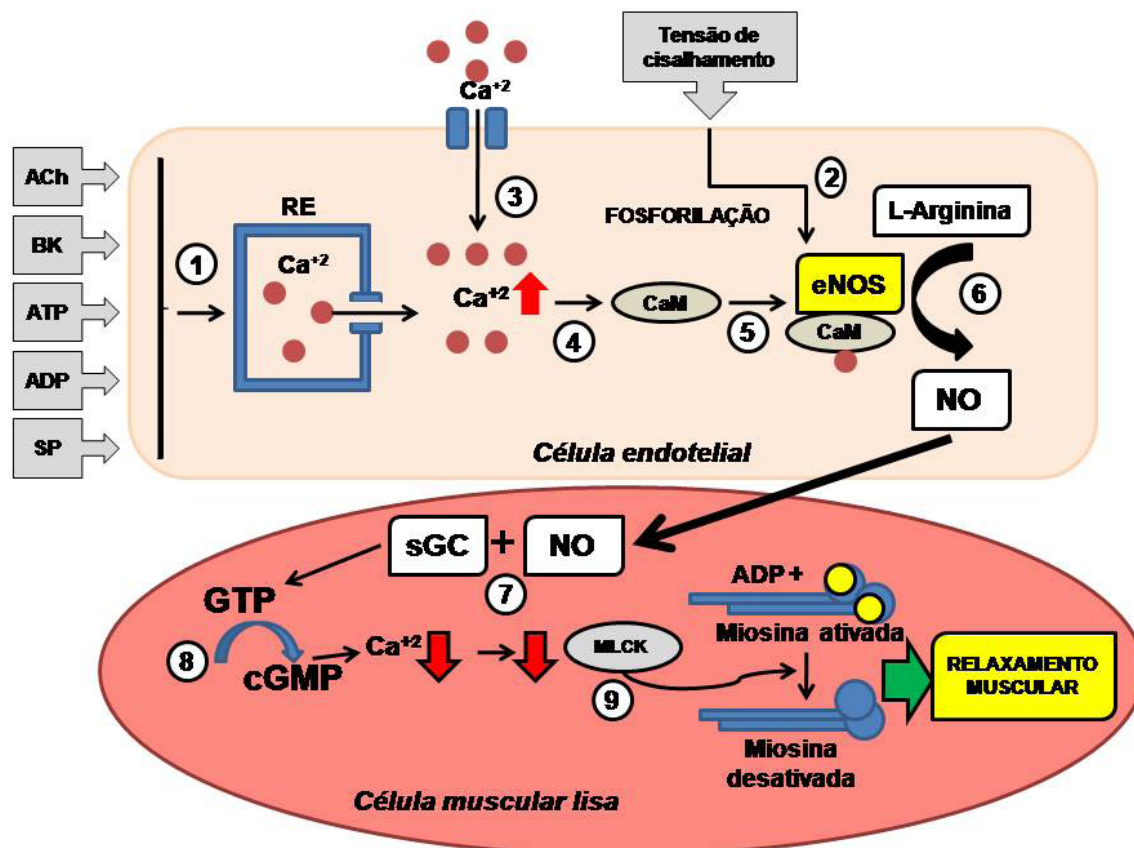 Tensão de
cisalhamento
Ca⁺²
ACh
BK
ATP
ADP
SP
1
RE
Ca⁺²
3
Ca⁺²
4
CaM
5
FOSFORILAÇÃO
2
eNOS
CaM
L-Arginina
6
NO
Célula endotelial
sGC + NO
7
GTP
8
cGMP
Ca⁺²
MLCK
9
ADP +
Miosina ativada
Miosina
desativada
RELAXAMENTO
MUSCULAR
Célula muscular lisa